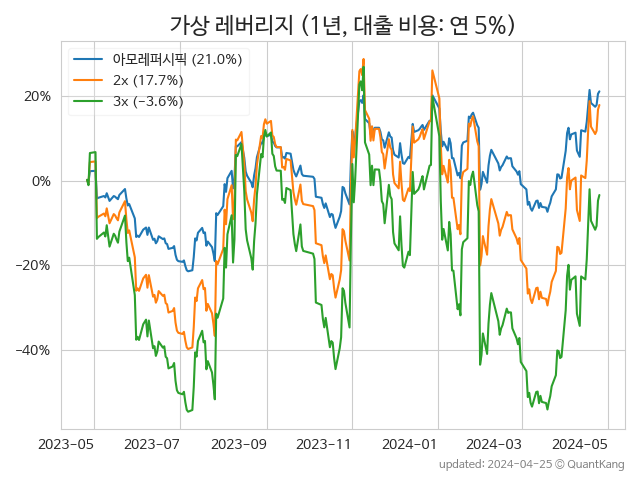 가상 레버리지 (1년, 대출 비용: 연 5%)
아모레퍼시픽 (21.0%)
2x (17.7%)
3x (−3.6%)
20%
0%
−20%
−40%
2023-05 2023-07 2023-09 2023-11 2024-01 2024-03 2024-05
updated: 2024-04-25 © QuantKang